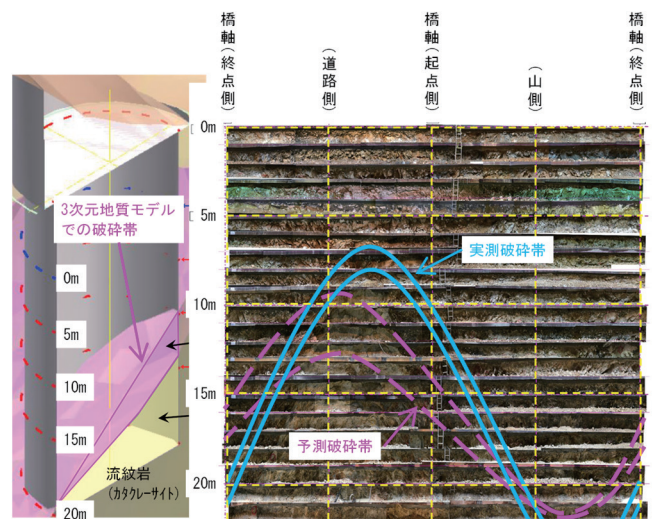 橋軸(終点側)
(道路側)
橋軸(起点側)
(山側)
橋軸(終点側)
3次元地質モデル
での破砕帯
0m
5m
10m
15m
20m
流紋岩
(カタクレーサイト)
0m
5m
10m
15m
20m
実測破砕帯
予測破砕帯